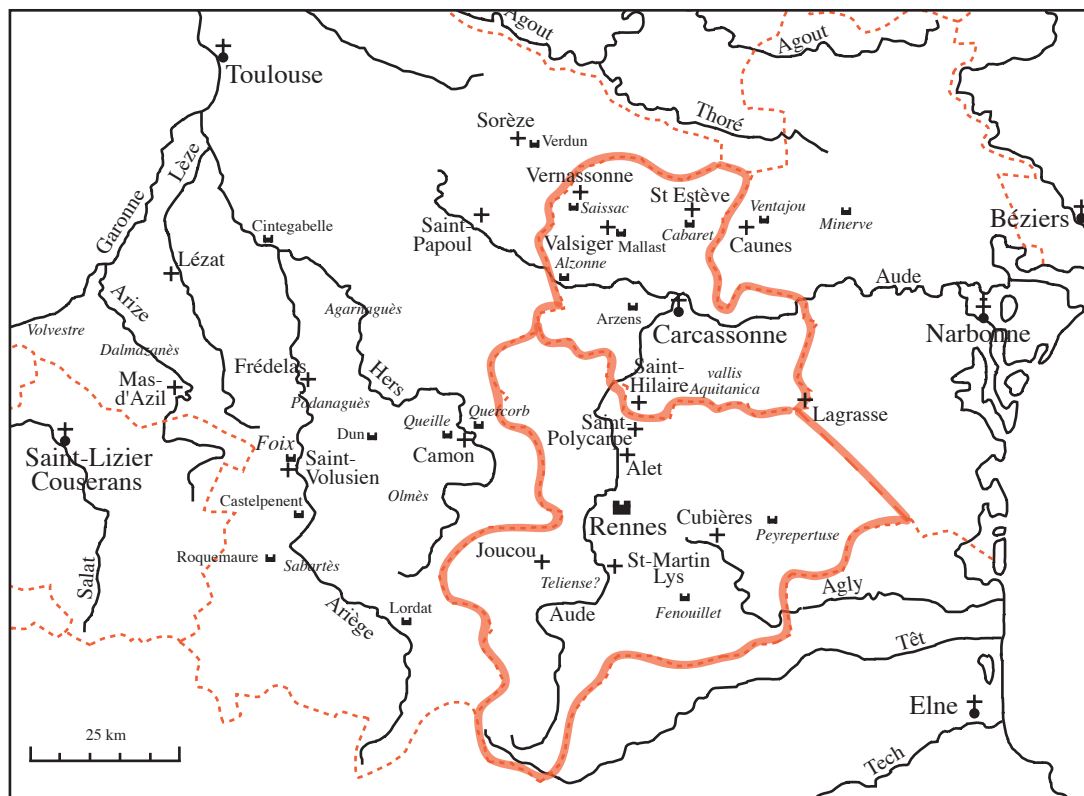 Agout
Agout
Toulouse
Thoré
Sorèze
Verdun
Lèze
Vernassonne
Saissac
St Estève
Cabaret
Ventajou
Minerve
Béziers
Saint-
Papoul
Valsiger
Mallast
Caunes
Garonne
Cintegabelle
Alzonne
Lézat
Aude
Arize
Agarnaguès
Arzens
Carcassonne
Narbonne
Volvestre
Dalmazanès
Hers
Frédelas
Saint-
Hilaire
vallis
Aquitanica
Mas-
d'Azil
Podanaguès
Lagrasse
Queille
Quercorb
Saint-
Polycarpe
Foix
Dun
Camon
Saint-Lizier
Couserans
Saint-
Volusien
Alet
Olmès
Castelpenent
Rennes
Cubières
Peyrepertuse
Roquemaure
Sabartès
Joucou
Teliense?
St-Martin
Lys
Salat
Ariège
Lordat
Aude
Fenouillet
Agly
Têt
Elne
25 km
Tech